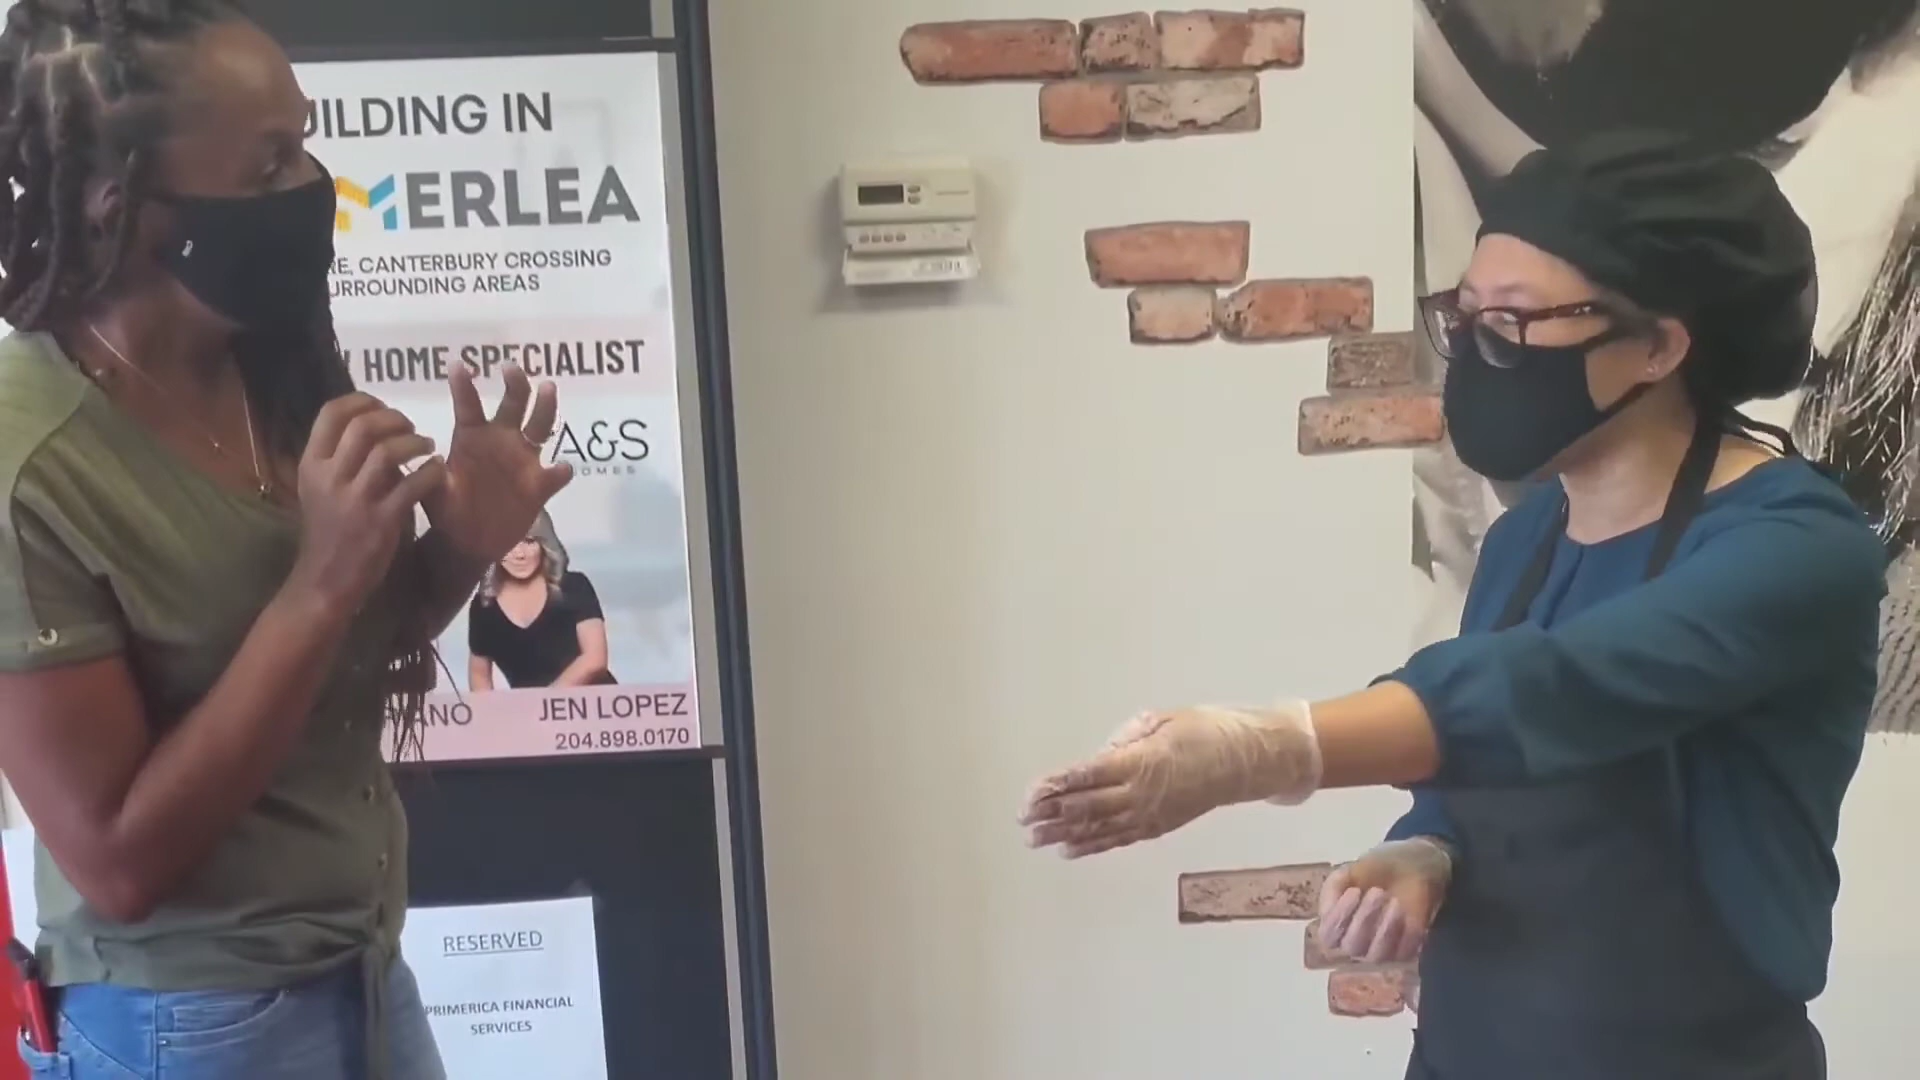 UILDING IN
MERLEA
RE, CANTERBURY CROSSING
URROUNDING AREAS
HOME SPECIALIST
A&S
HOMES
ANO
JEN LOPEZ
204.898.0170
RESERVED
PRIMERICA FINANCIAL
SERVICES